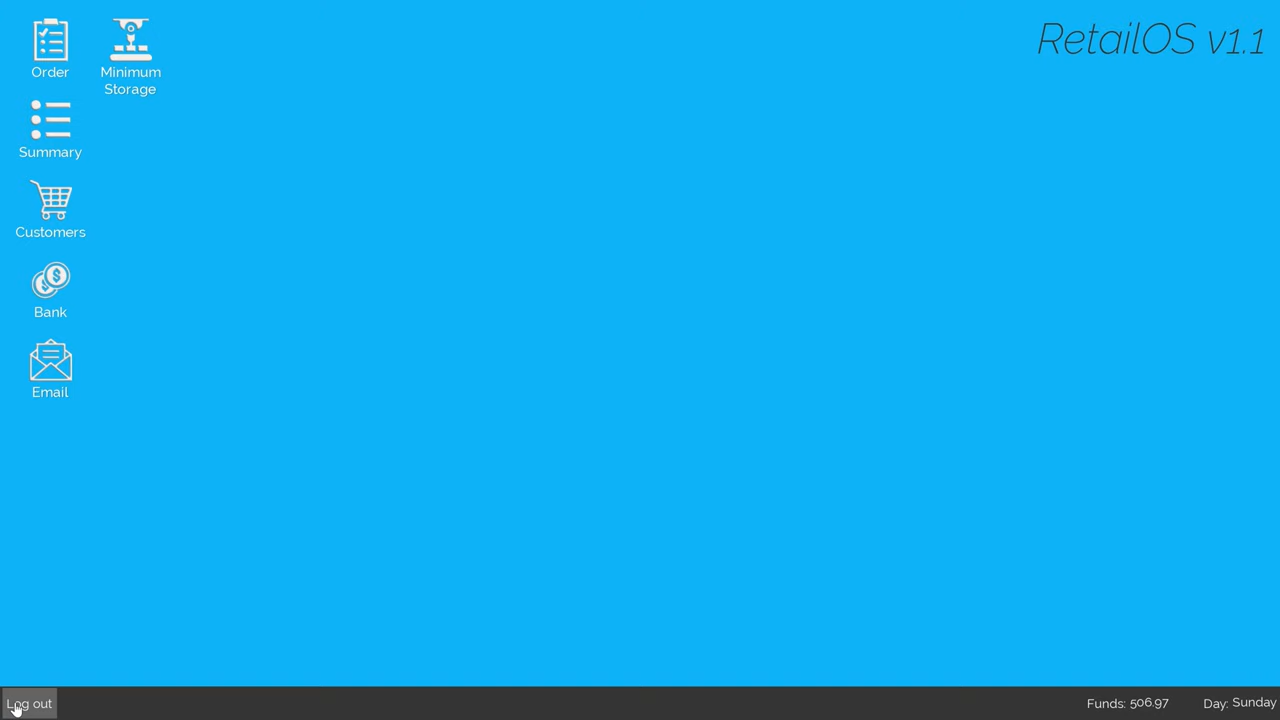 RetailOS v1.1
Order
Minimum
Storage
Summary
Customers
Bank
Email
Log out
Funds: 506.97
Day: Sunday